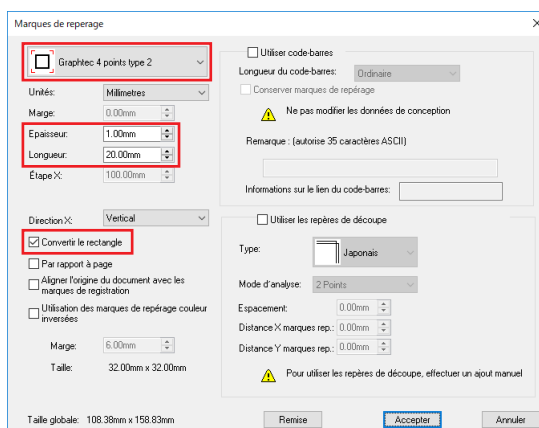 Marques de reperage
Graphtec 4 points type 2
Unités: Millimetres
Marge: 0.00mm
Epaisseur: 1.00mm
Longueur: 20.00mm
Étape X: 100.00mm
Direction X: Vertical
Convertir le rectangle
Par rapport à page
Aligner l'origine du document avec les
marques de registration
Utilisation des marques de repérage couleur
inversées
Marge: 6.00mm
Taille: 32.00mm x 32.00mm
Taille globale: 108.38mm x 158.83mm
Utiliser code-barres
Longueur du code-barres: Ordinaire
Conserver marques de repérage
Ne pas modifier les données de conception
Remarque : (autorise 35 caractères ASCII)
Informations sur le lien du code-barres:
Utiliser les repères de découpe
Type: Japonais
Mode d'analyse: 2 Points
Espacement: 0.00mm
Distance X marques rep.: 0.00mm
Distance Y marques rep.: 0.00mm
Pour utiliser les repères de découpe, effectuer un ajout manuel
Remise Accepter Annuler